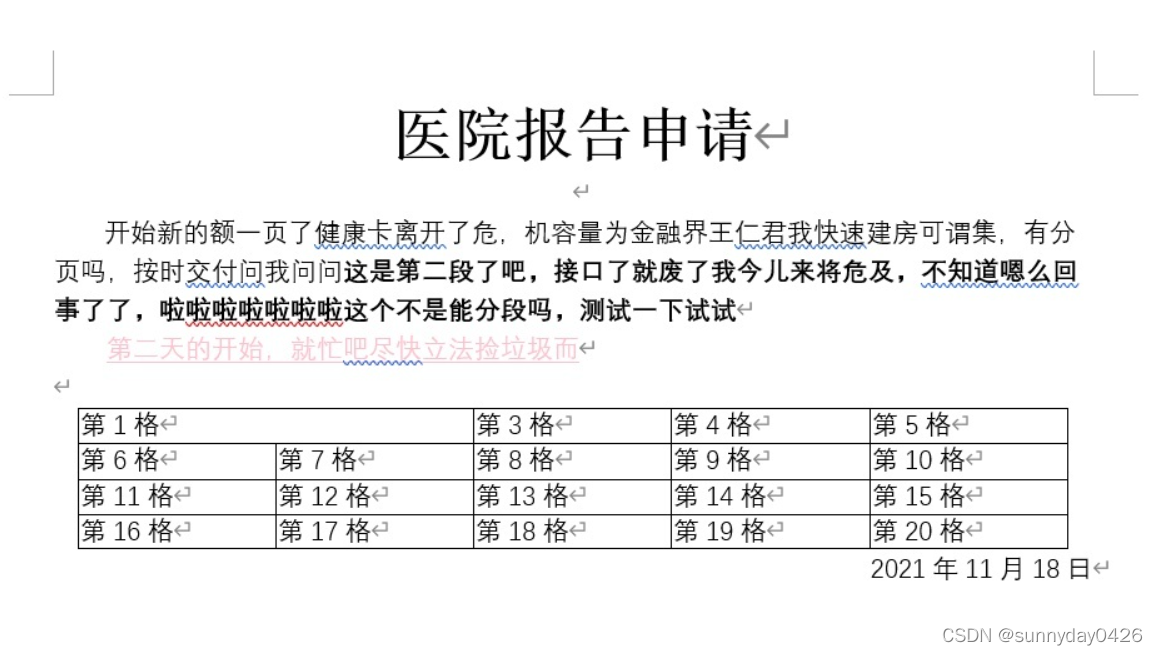 医院报告申请
开始新的额一页了健康卡离开了危，机容量为金融界王仁君我快速建房可谓集，有分
页吗，按时交付问我问问这是第二段了吧，接口了就废了我今儿来将危及，不知道嗯么回
事了了，啦啦啦啦啦啦啦这个不是能分段吗，测试一下试试
第二天的开始，就忙吧尽快立法捡垃圾而
第 1 格 第 3 格 第 4 格 第 5 格
第 6 格 第 7 格 第 8 格 第 9 格 第 10 格
第 11 格 第 12 格 第 13 格 第 14 格 第 15 格
第 16 格 第 17 格 第 18 格 第 19 格 第 20 格
2021 年 11 月 18 日
CSDN @sunnyday0426